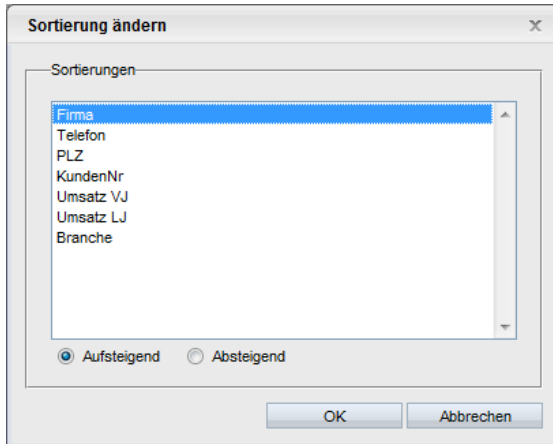 Sortierung ändern
Sortierungen
Firma
Telefon
PLZ
KundenNr
Umsatz VJ
Umsatz LJ
Branche
Aufsteigend Absteigend
OK Abbrechen